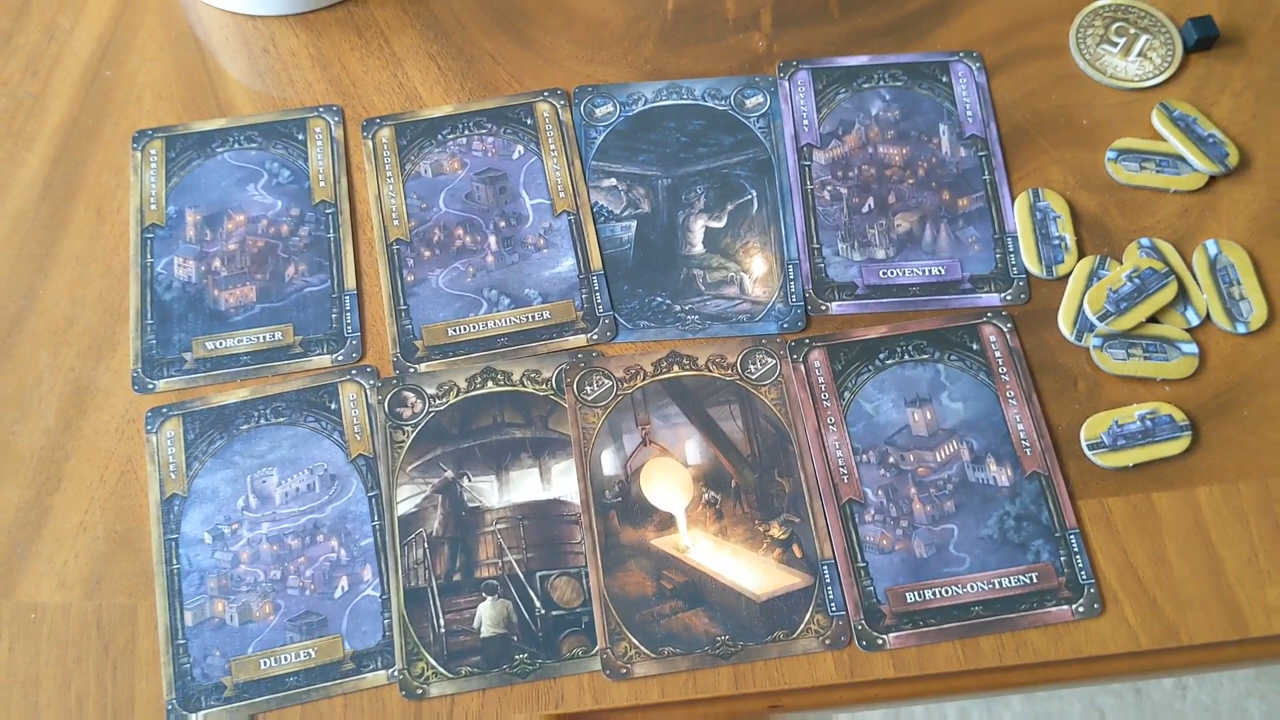 15
WORCESTER
WORCESTER
WORCESTER
KIDDERMINSTER
KIDDERMINSTER
KIDDERMINSTER
COVENTRY
COVENTRY
COVENTRY
DUDLEY
DUDLEY
DUDLEY
BURTON-ON-TRENT
BURTON-ON-TRENT
BURTON-ON-TRENT